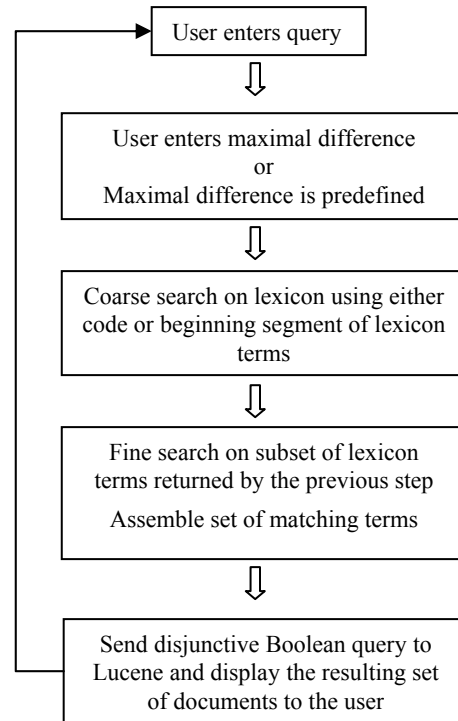 User enters query
User enters maximal difference
or
Maximal difference is predefined
Coarse search on lexicon using either
code or beginning segment of lexicon
terms
Fine search on subset of lexicon
terms returned by the previous step
Assemble set of matching terms
Send disjunctive Boolean query to
Lucene and display the resulting set
of documents to the user